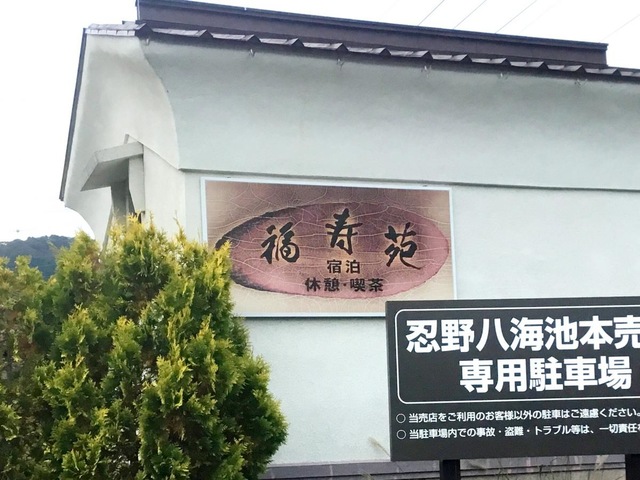 福寿苑
宿泊
休憩・喫茶
忍野八海池本売
専用駐車場
○ 当売店をご利用のお客様以外の駐車はご遠慮ください。
○ 当駐車場内での事故・盗難・トラブル等は、一切責任